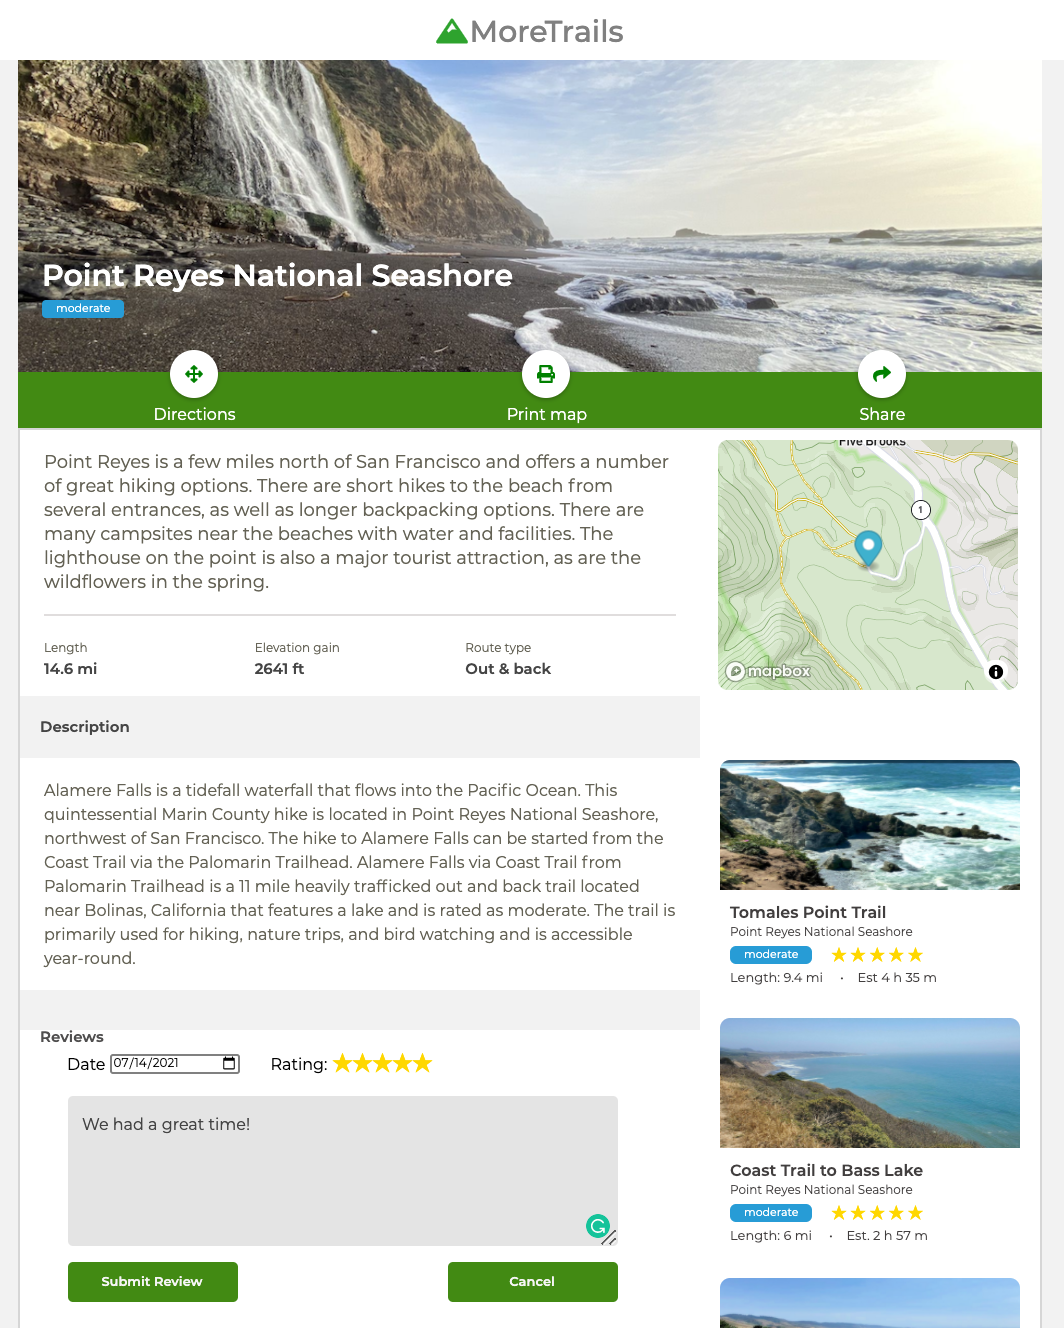 MoreTrails
Point Reyes National Seashore
moderate
Directions
Print map
Share
Point Reyes is a few miles north of San Francisco and offers a number
of great hiking options. There are short hikes to the beach from
several entrances, as well as longer backpacking options. There are
many campsites near the beaches with water and facilities. The
lighthouse on the point is also a major tourist attraction, as are the
wildflowers in the spring.
Length
14.6 mi
Elevation gain
2641 ft
Route type
Out & back
Five Brooks
1
mapbox
Description
Alamere Falls is a tidefall waterfall that flows into the Pacific Ocean. This
quintessential Marin County hike is located in Point Reyes National Seashore,
northwest of San Francisco. The hike to Alamere Falls can be started from the
Coast Trail via the Palomarin Trailhead. Alamere Falls via Coast Trail from
Palomarin Trailhead is a 11 mile heavily trafficked out and back trail located
near Bolinas, California that features a lake and is rated as moderate. The trail is
primarily used for hiking, nature trips, and bird watching and is accessible
year-round.
Reviews
Date 07/14/2021
Rating:
We had a great time!
Submit Review
Cancel
Tomales Point Trail
Point Reyes National Seashore
moderate
Length: 9.4 mi • Est 4 h 35 m
Coast Trail to Bass Lake
Point Reyes National Seashore
moderate
Length: 6 mi • Est. 2 h 57 m